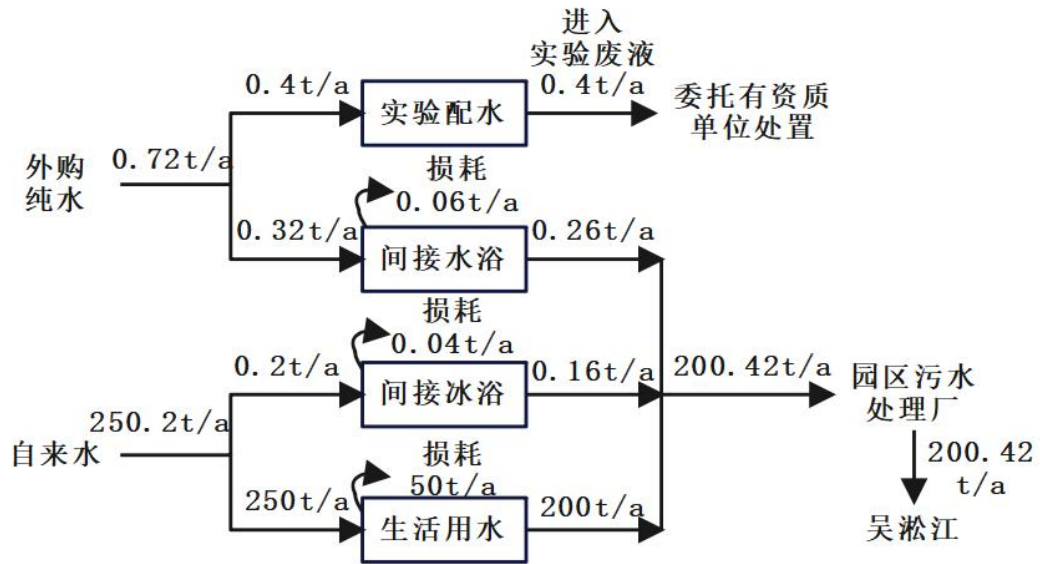 进入
实验废液
0.4t/a
实验配水
0.4t/a
委托有资质
单位处置
外购
纯水
0.72t/a
损耗
0.06t/a
0.32t/a
间接水浴
0.26t/a
损耗
0.04t/a
0.2t/a
间接冰浴
0.16t/a
200.42t/a
园区污水
处理厂
自来水
250.2t/a
损耗
50t/a
250t/a
生活用水
200t/a
200.42
t/a
吴淞江